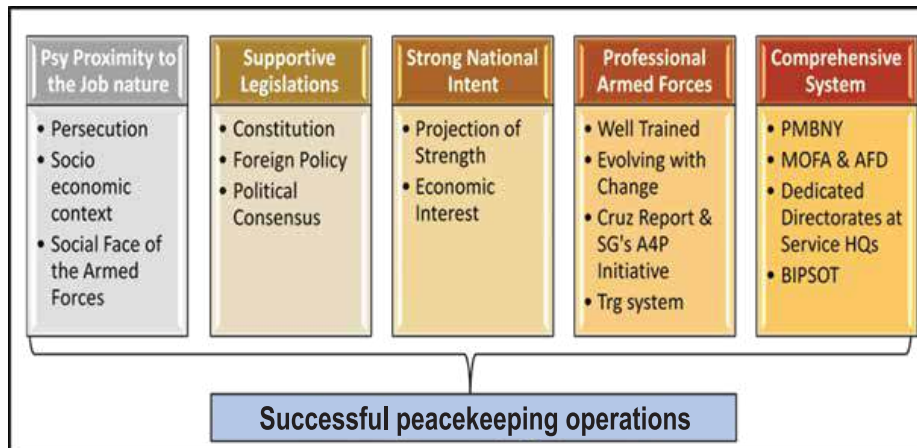 Psy Proximity to
the Job nature
• Persecution
• Socio
economic
context
• Social Face of
the Armed
Forces
Supportive
Legislations
• Constitution
• Foreign Policy
• Political
Consensus
Strong National
Intent
• Projection of
Strength
• Economic
Interest
Professional
Armed Forces
• Well Trained
• Evolving with
Change
• Cruz Report &
SG's A4P
Initiative
• Trg system
Comprehensive
System
• PMBNY
• MOFA & AFD
• Dedicated
Directorates at
Service HQs
• BIPSOT
Successful peacekeeping operations